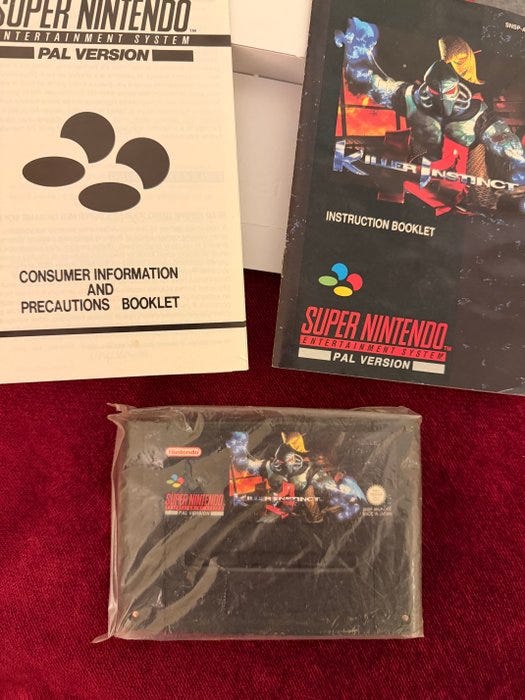 SUPER NINTENDO
ENTERTAINMENT SYSTEM
PAL VERSION
CONSUMER INFORMATION
AND
PRECAUTIONS BOOKLET
KILLER INSTINCT
INSTRUCTION BOOKLET
SUPER NINTENDO
ENTERTAINMENT SYSTEM
PAL VERSION
Nintendo
KILLER INSTINCT
SUPER NINTENDO
ENTERTAINMENT SYSTEM
PAL VERSION
MADE IN JAPAN